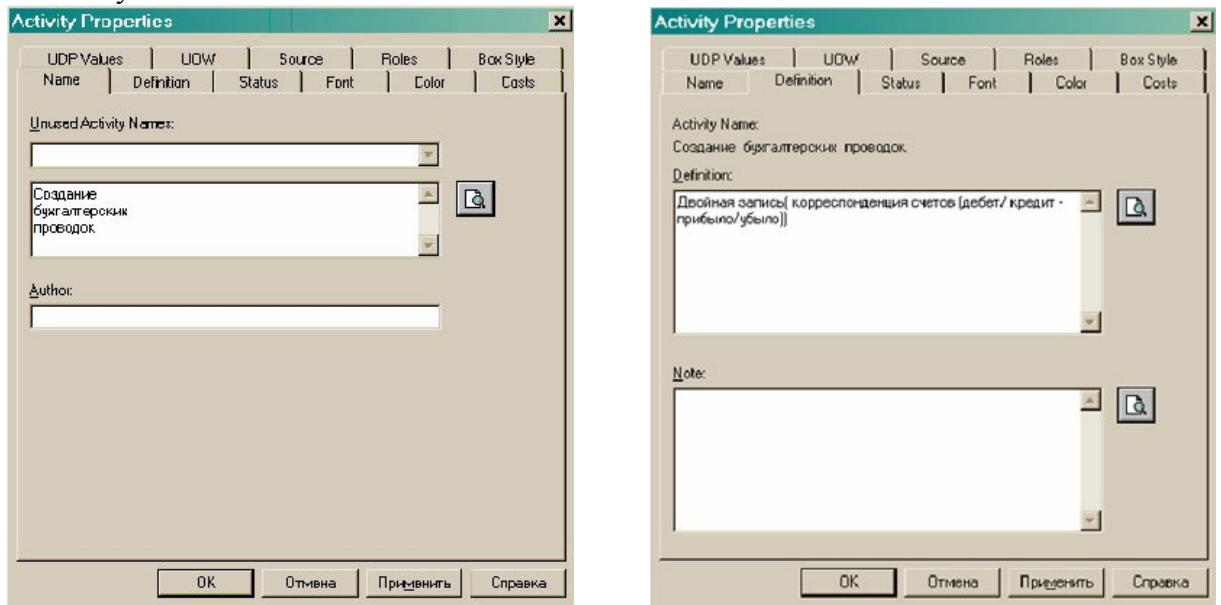 Activity Properties
UDP Values UOW Source Roles Box Style
Name Definition Status Font Color Costs
Unused Activity Names:
Создание
бухгалтерских
проводок
Author:
OK Отмена Применить Справка
Activity Properties
UDP Values UOW Source Roles Box Style
Name Definition Status Font Color Costs
Activity Name:
Создание бухгалтерских проводок
Definition:
Двойная запись( корреспонденция счетов (дебет/ кредит -
прибыло/убыло))
Note:
OK Отмена Применить Справка